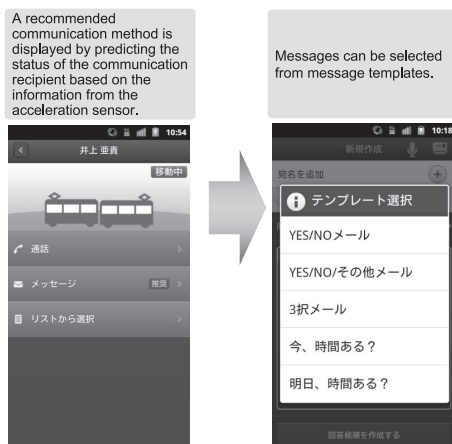 A recommended
communication method is
displayed by predicting the
status of the communication
recipient based on the
information from the
acceleration sensor.
10:54
井上 亜貴
移動中
通話
メッセージ
推奨
リストから選択
Messages can be selected
from message templates.
10:18
新規作成
宛名を追加
テンプレート選択
YES/NOメール
YES/NO/その他メール
3択メール
今、時間ある？
明日、時間ある？
回答候補を作成する